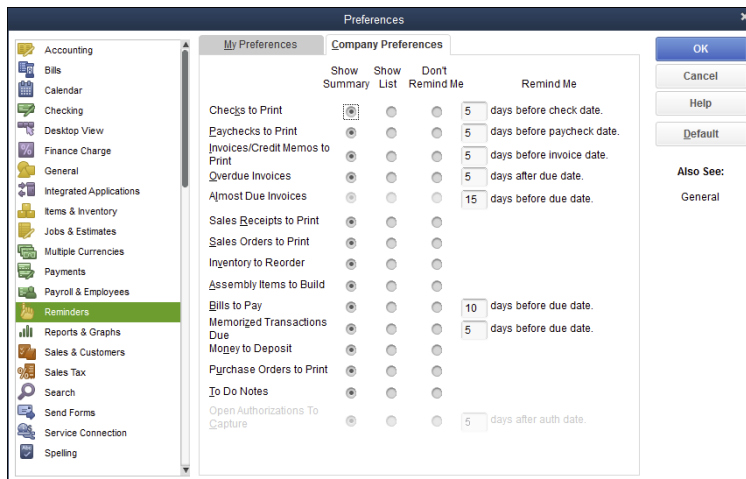 Preferences
Accounting
Bills
Calendar
Checking
Desktop View
Finance Charge
General
Integrated Applications
Items & Inventory
Jobs & Estimates
Multiple Currencies
Payments
Payroll & Employees
Reminders
Reports & Graphs
Sales & Customers
Sales Tax
Search
Send Forms
Service Connection
Spelling
My Preferences Company Preferences
Show Show Don't
Summary List Remind Me Remind Me
Checks to Print 5 days before check date.
Paychecks to Print 5 days before paycheck date.
Invoices/Credit Memos to
Print 5 days before invoice date.
Overdue Invoices 5 days after due date.
Almost Due Invoices 15 days before due date.
Sales Receipts to Print
Sales Orders to Print
Inventory to Reorder
Assembly Items to Build
Bills to Pay 10 days before due date.
Memorized Transactions
Due 5 days before due date.
Money to Deposit
Purchase Orders to Print
To Do Notes
Open Authorizations To
Capture 5 days after auth date.
OK
Cancel
Help
Default
Also See:
General